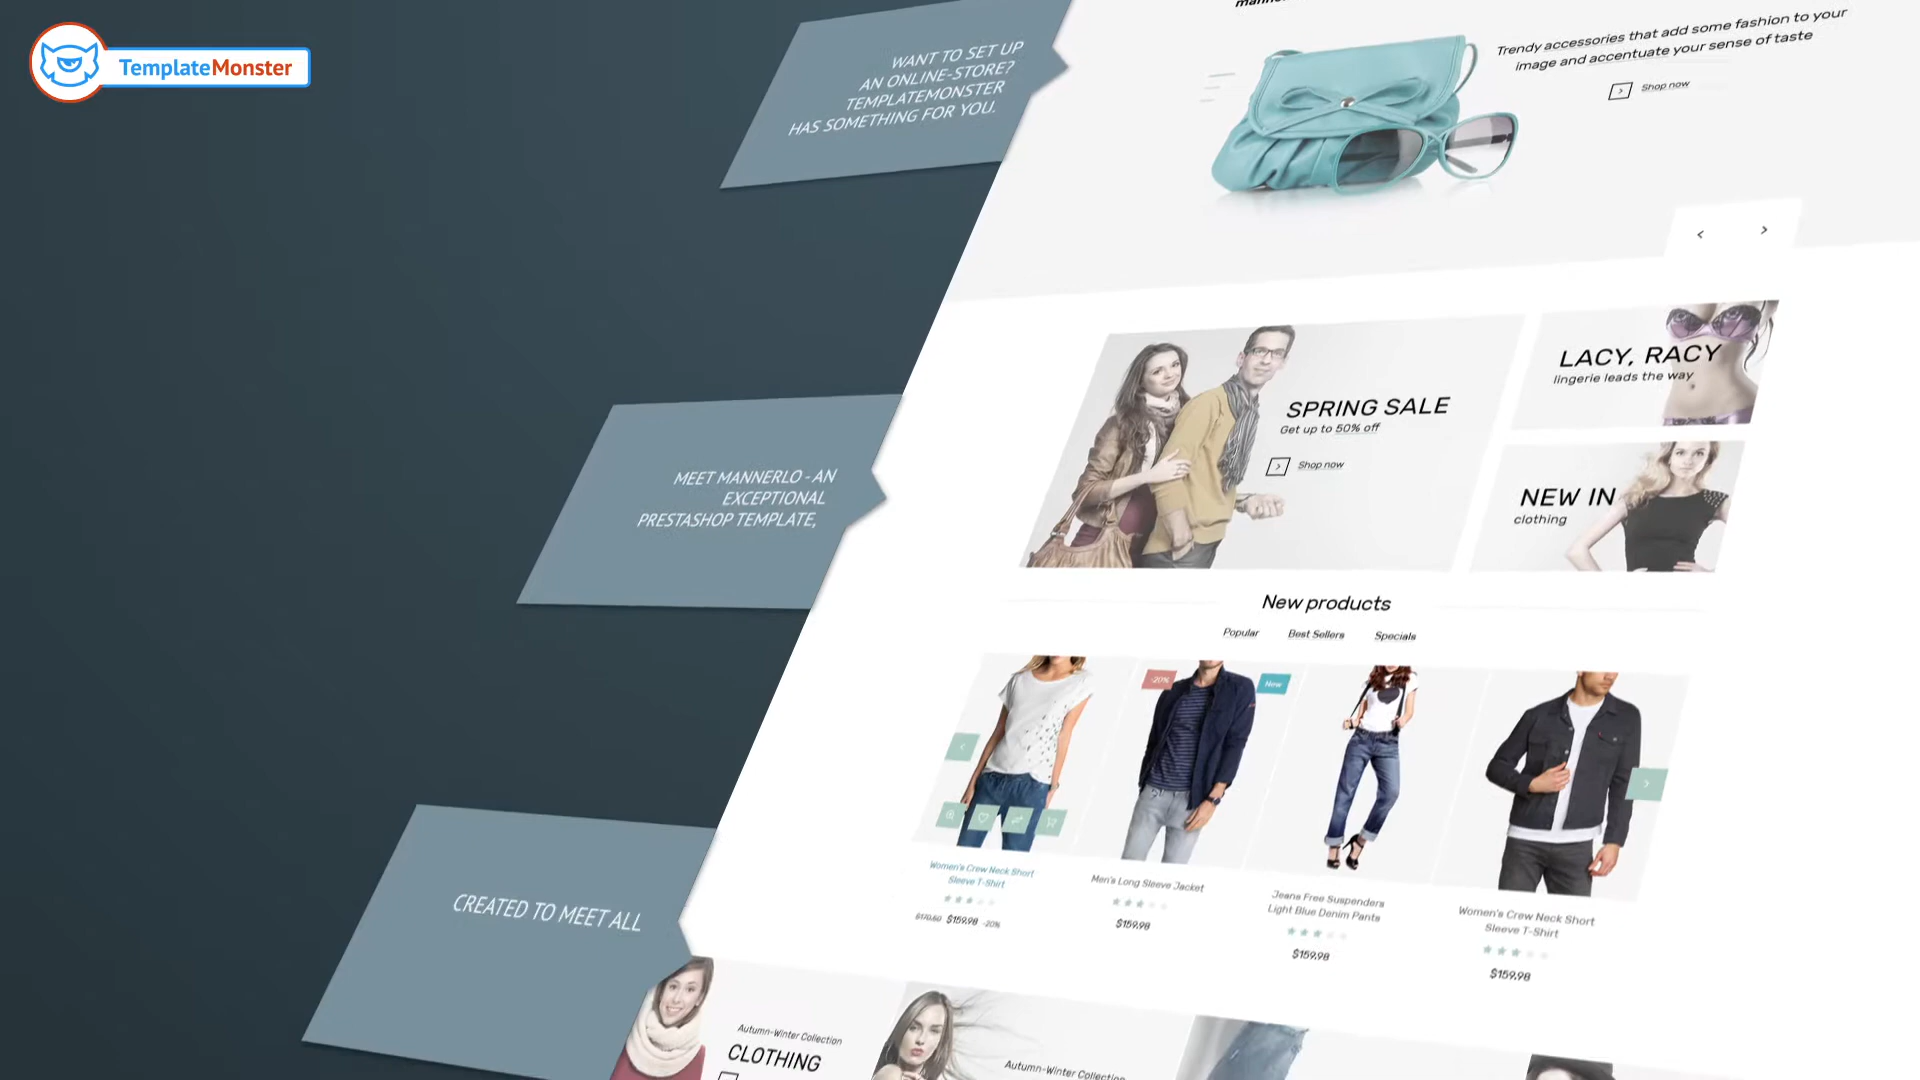 TemplateMonster
WANT TO SET UP
AN ONLINE-STORE?
TEMPLATEMONSTER
HAS SOMETHING FOR YOU.
Trendy accessories that add some fashion to your
image and accentuate your sense of taste
Shop now
SPRING SALE
Get up to 50% off
Shop now
LACY, RACY
lingerie leads the way
NEW IN
clothing
MEET MANNERLO - AN
EXCEPTIONAL
PRESTASHOP TEMPLATE,
New products
Popular Best Sellers Specials
-20%
New
Women's Crew Neck Short
Sleeve T-Shirt
$170.60 $159.98 -20%
Men's Long Sleeve Jacket
$159.98
Jeans Free Suspenders
Light Blue Denim Pants
$159.98
Women's Crew Neck Short
Sleeve T-Shirt
$159.98
CREATED TO MEET ALL
Autumn-Winter Collection
CLOTHING
Autumn-Winter Collection